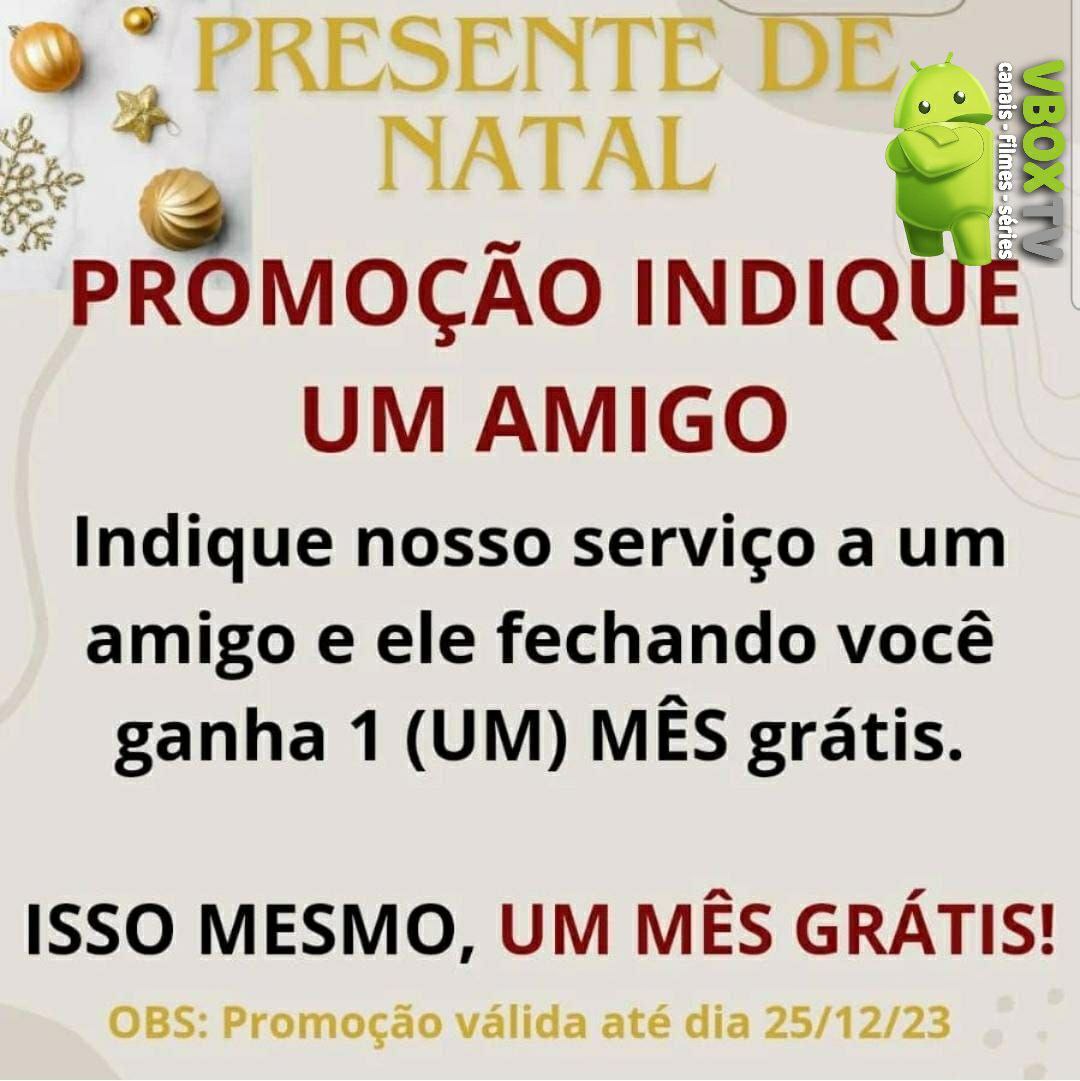 PRESENTE DE
NATAL
VBOX TV
canais - filmes - séries
PROMOÇÃO INDIQUE
UM AMIGO
Indique nosso serviço a um
amigo e ele fechando você
ganha 1 (UM) MÊS grátis.
ISSO MESMO, UM MÊS GRÁTIS!
OBS: Promoção válida até dia 25/12/23